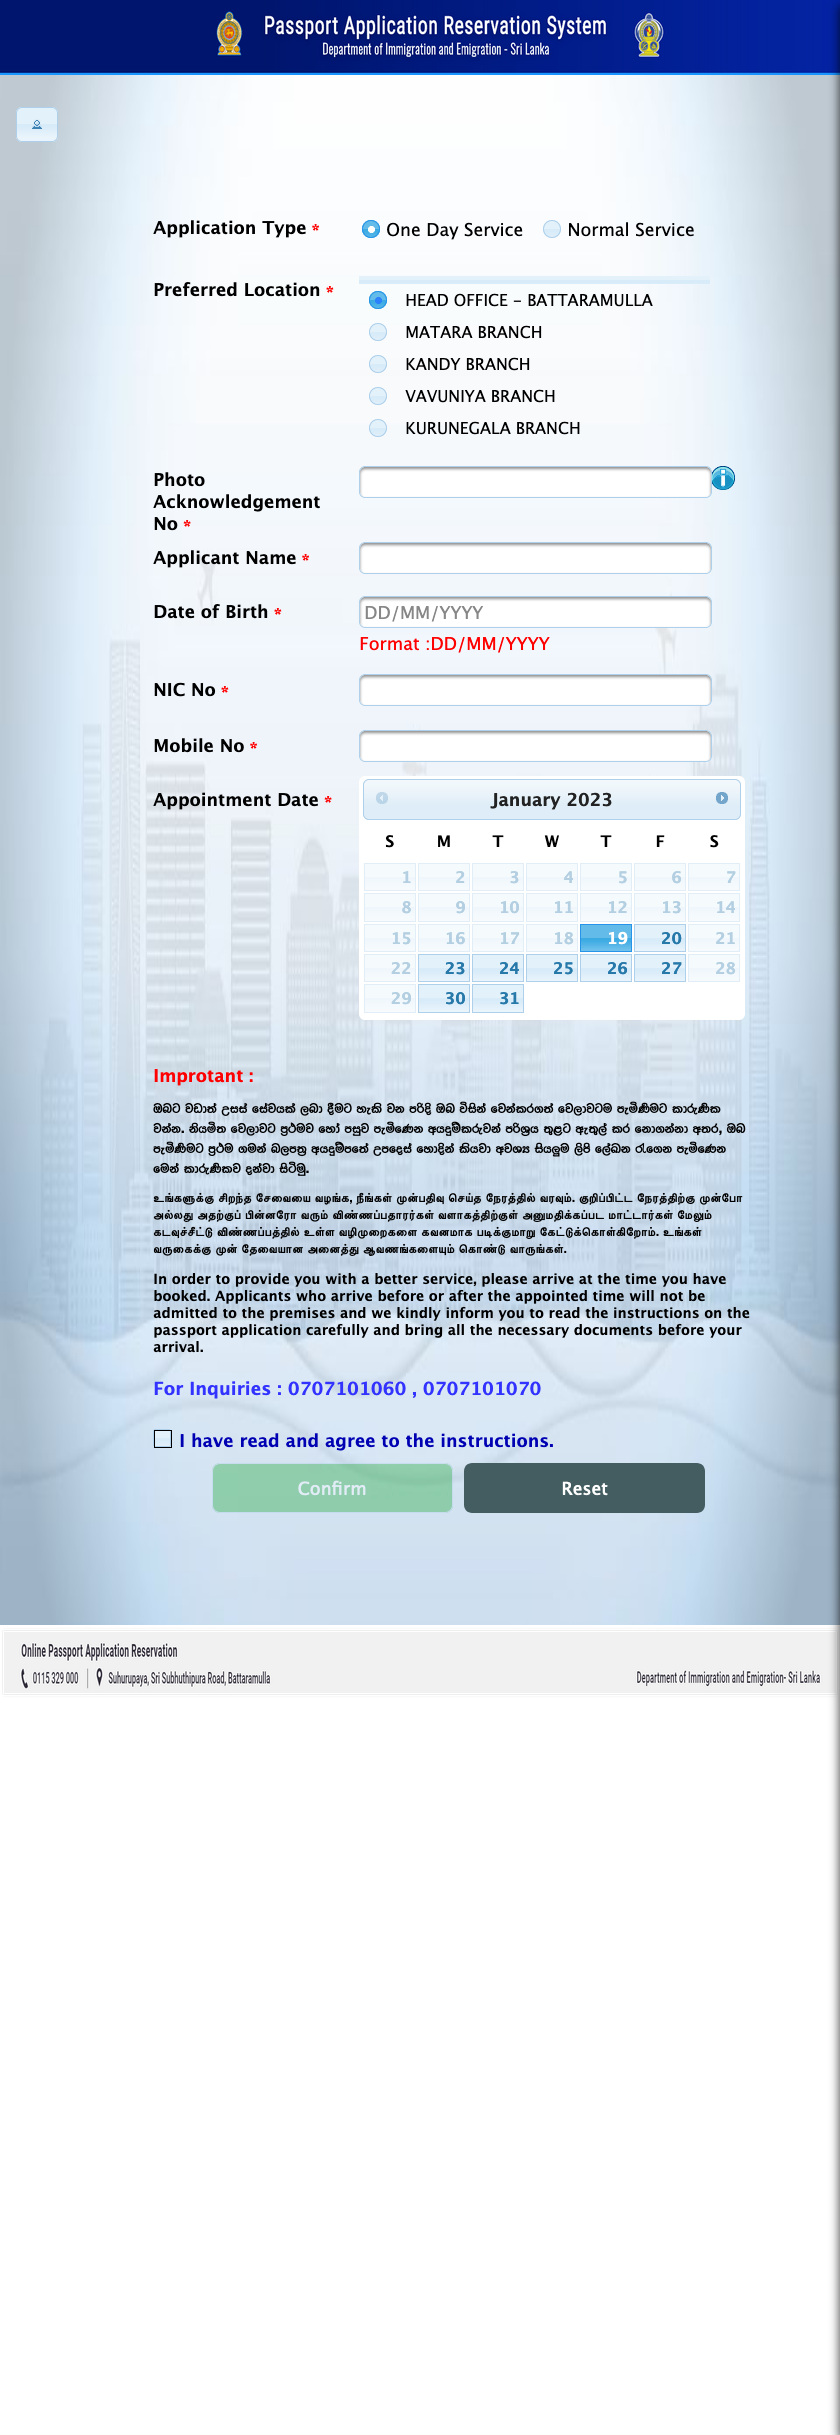 Passport Application Reservation System
Department of Immigration and Emigration - Sri Lanka
Application Type * One Day Service Normal Service
Preferred Location *
HEAD OFFICE - BATTARAMULLA
MATARA BRANCH
KANDY BRANCH
VAVUNIYA BRANCH
KURUNEGALA BRANCH
Photo
Acknowledgement
No *
Applicant Name *
Date of Birth * DD/MM/YYYY
Format :DD/MM/YYYY
NIC No *
Mobile No *
Appointment Date * January 2023
S M T W T F S
1 2 3 4 5 6 7
8 9 10 11 12 13 14
15 16 17 18 19 20 21
22 23 24 25 26 27 28
29 30 31
Improtant :
ඔබට වඩාත් උසස් සේවයක් ලබා දීමට හැකි වන පරිදි ඔබ විසින් වෙන්කරගත් වෙලාවටම පැමිණීමට කාරුණික
වන්න. නියමිත වෙලාවට ප්‍රථමව හෝ පසුව පැමිණෙන අයදුම්කරුවන් පරිශ්‍රය තුළට ඇතුල් කර නොගන්නා අතර, ඔබ
පැමිණීමට ප්‍රථම ගමන් බලපත්‍ර අයදුම්පතේ උපදෙස් හොඳින් කියවා අවශ්‍ය සියලුම ලිපි ලේඛන රැගෙන පැමිණෙන
මෙන් කාරුණිකව දන්වා සිටිමු.
உங்களுக்கு சிறந்த சேவையை வழங்க, நீங்கள் முன்பதிவு செய்த நேரத்தில் வரவும். குறிப்பிட்ட நேரத்திற்கு முன்போ
அல்லது அதற்குப் பின்னரோ வரும் விண்ணப்பதாரர்கள் வளாகத்திற்குள் அனுமதிக்கப்பட மாட்டார்கள் மேலும்
கடவுச்சீட்டு விண்ணப்பத்தில் உள்ள வழிமுறைகளை கவனமாக படிக்குமாறு கேட்டுக்கொள்கிறோம். உங்கள்
வருகைக்கு முன் தேவையான அனைத்து ஆவணங்களையும் கொண்டு வாருங்கள்.
In order to provide you with a better service, please arrive at the time you have
booked. Applicants who arrive before or after the appointed time will not be
admitted to the premises and we kindly inform you to read the instructions on the
passport application carefully and bring all the necessary documents before your
arrival.
For Inquiries : 0707101060 , 0707101070
I have read and agree to the instructions.
Confirm Reset
Online Passport Application Reservation
0115 329 000 | Suhurupaya, Sri Subhuthipura Road, Battaramulla
Department of Immigration and Emigration- Sri Lanka